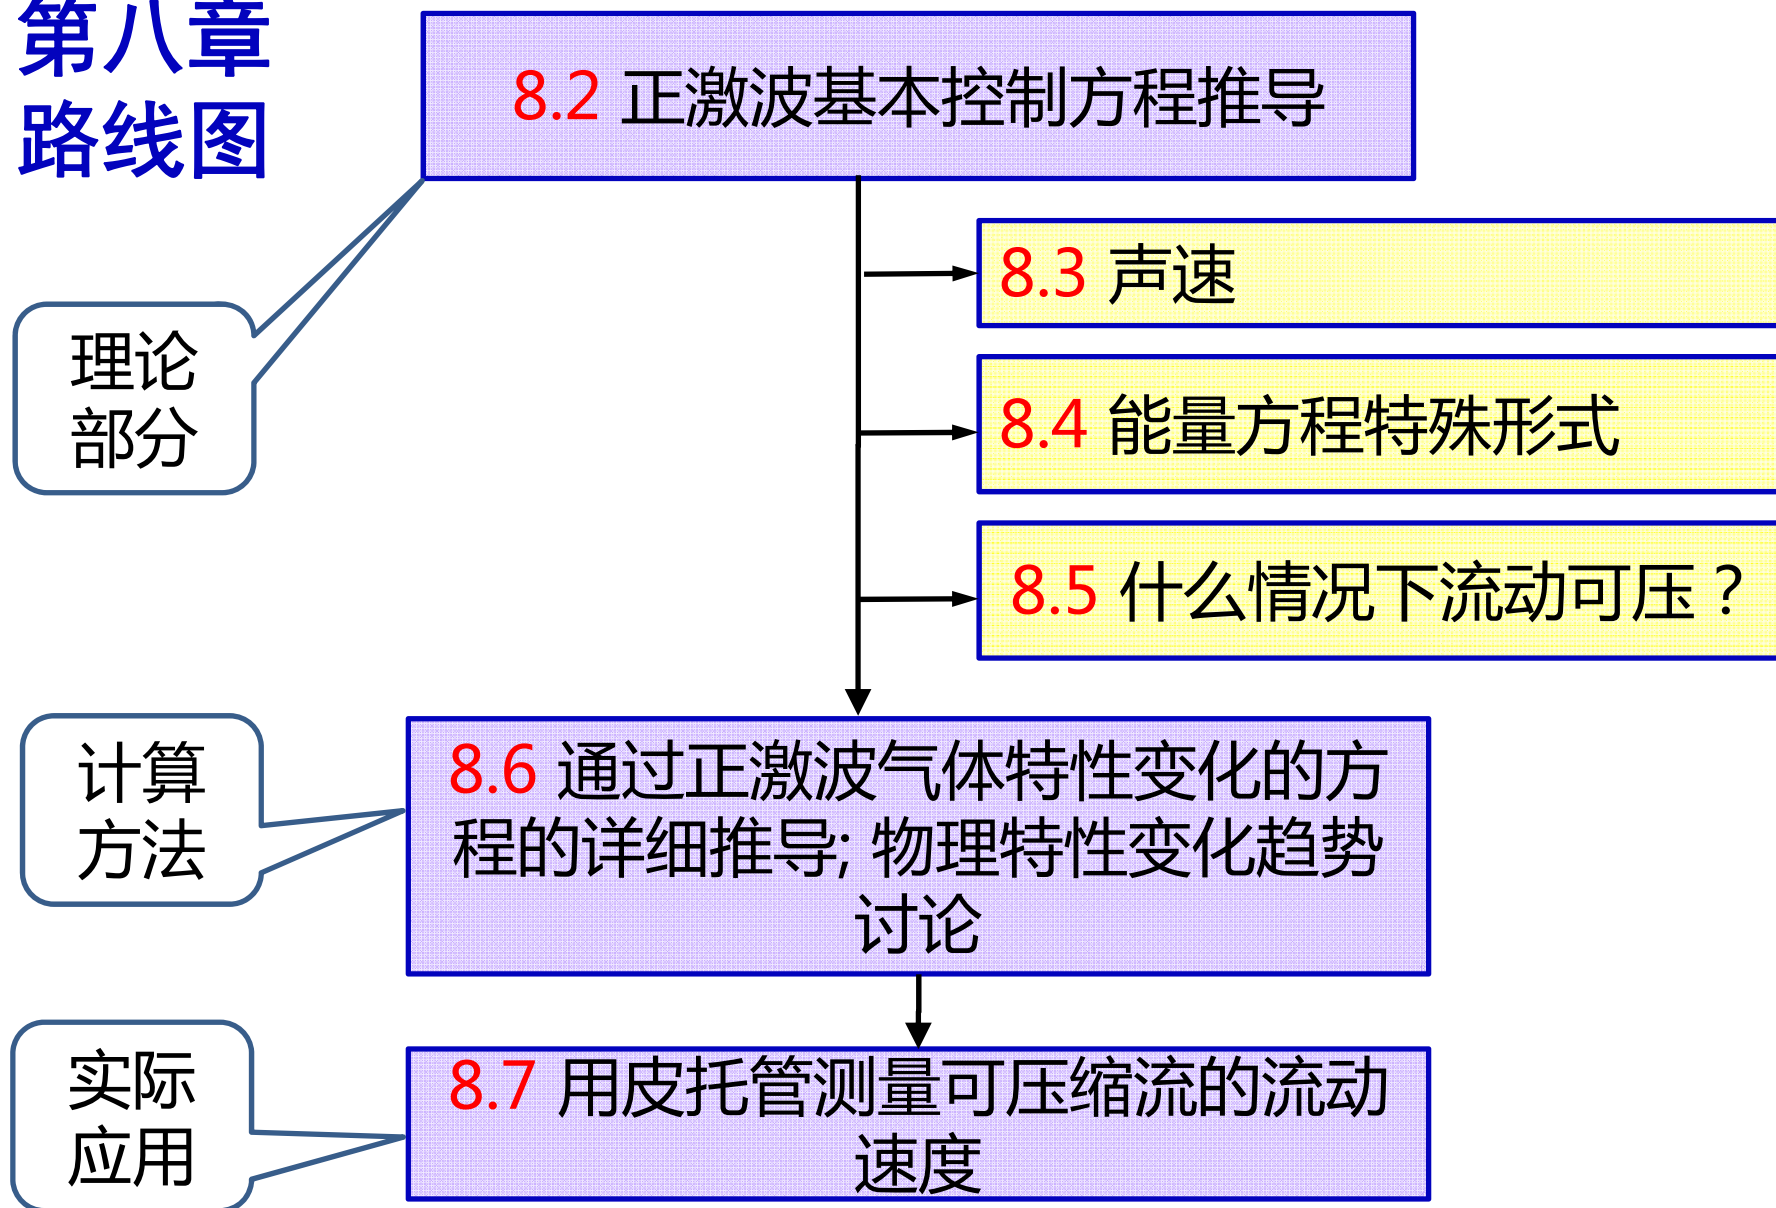 第八章
路线图
8.2 正激波基本控制方程推导
8.3 声速
理论
部分
8.4 能量方程特殊形式
8.5 什么情况下流动可压？
计算
方法
8.6 通过正激波气体特性变化的方
程的详细推导; 物理特性变化趋势
讨论
实际
应用
8.7 用皮托管测量可压缩流的流动
速度